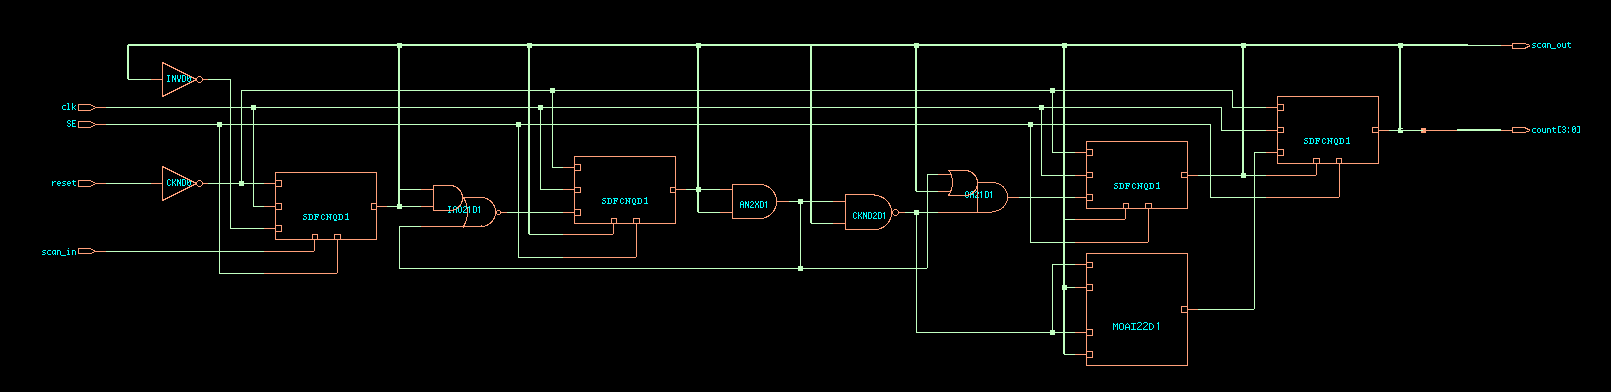 scan_out
INVD0
clk
SE
count[3:0]
SDFCNQD1
reset
CKND0
SDFCNQD1
SDFCNQD1
OA21D1
SDFCNQD1
AN2XD1
IAO21D1
CKND2D1
scan_in
MOAI22D1